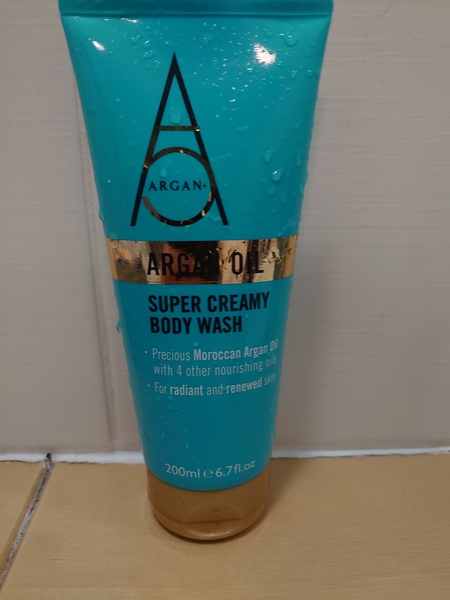 ARGAN+
ARGAN OIL
SUPER CREAMY
BODY WASH
• Precious Moroccan Argan Oil
with 4 other nourishing oils
• For radiant and renewed skin
200ml ℮ 6.7fl.oz